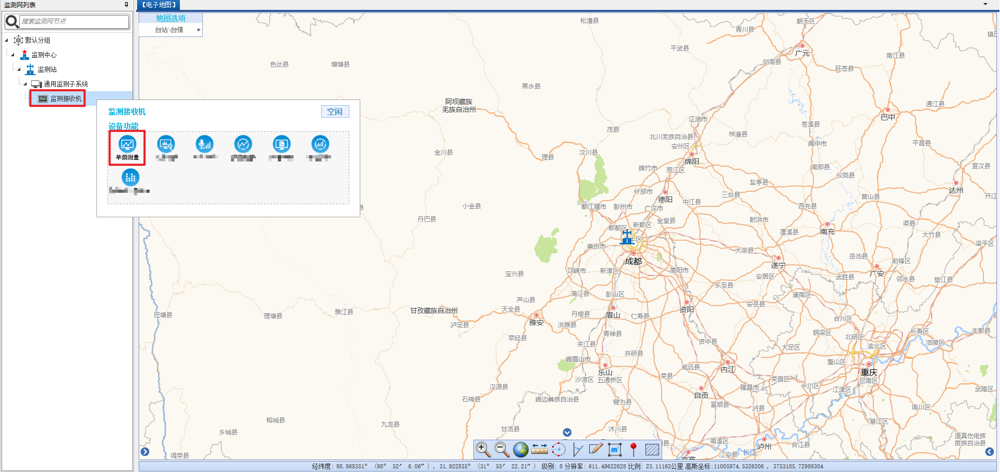 监测网列表
【电子地图】
搜索监测网节点
默认分组
监测中心
监测站
通用监测子系统
监测接收机
地图选项
台站\台情
监测接收机
空闲
设备功能
单频测量
松潘县
朝天区
青川县
平武县
广元
南江县
剑阁县
旺苍县
色达县
壤塘县
黑水县
阿坝藏族
羌族自治州
通江县
巴中
江油市
苍溪县
茂县
梓潼县
北川羌族自治县
阆中市
平昌县
安州区
金川县
理县
汶川县
绵阳
绵竹市
罗江区
南部县
仪陇县
宣汉县
盐亭县
达州
什邡市
德阳
三台县
营山县
开江
中江县
小金县
都江堰市
彭州市
广汉市
西充县
丹巴县
金堂县
射洪县
渠县
郫都区
新都区
南充
蓬溪县
大竹县
牛区
崇州市
梁平区
成都
大英县
岳池县
前锋区
遂宁
广安
宝兴县
邛崃市
新津区
简阳市
安居区
武胜县
邻水县
垫江县
乐至县
芦山县
蒲江县
彭山区
潼南区
安岳县
天全县
甘孜藏族自治州
巴塘县
理塘县
雅江县
雅安
丹棱县
眉山
仁寿县
资阳
合川区
泸定县
洪雅县
青神县
铜梁区
北碚区
长寿区
丰都县
荥经县
夹江县
资中县
大足区
渝北区
涪陵区
井研县
峨眉山市
璧山区
乐山
威远县
内江
重庆
沙湾区
五通桥区
荣县
荣昌区
巴南区
汉源县
隆昌市
永川区
江津区
武隆区
石棉县
峨边彝族自治县
犍为县
自贡
富顺县
泸县
南川区
稻城县
九龙县
綦江区
乡城县
甘洛县
沐川县
道真仡佬族
苗族自治县
南溪区
泸州
合江县
得荣县
江安县
长江
经纬度: 98.868351° (98° 52′ 6.06″), 31.922835° (31° 55′ 22.21″) 级别: 8 分辨率: 611.49622628 比例: 23.11162公里 高斯坐标:11005974.5326206 , 3753185.72989304